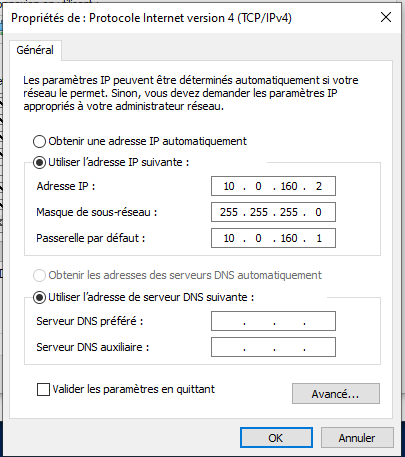 Propriétés de : Protocole Internet version 4 (TCP/IPv4)
Général
Les paramètres IP peuvent être déterminés automatiquement si votre
réseau le permet. Sinon, vous devez demander les paramètres IP
appropriés à votre administrateur réseau.
Obtenir une adresse IP automatiquement
Utiliser l'adresse IP suivante :
Adresse IP : 10 . 0 . 160 . 2
Masque de sous-réseau : 255 . 255 . 255 . 0
Passerelle par défaut : 10 . 0 . 160 . 1
Obtenir les adresses des serveurs DNS automatiquement
Utiliser l'adresse de serveur DNS suivante :
Serveur DNS préféré : . . .
Serveur DNS auxiliaire : . . .
Valider les paramètres en quittant
Avancé...
OK Annuler